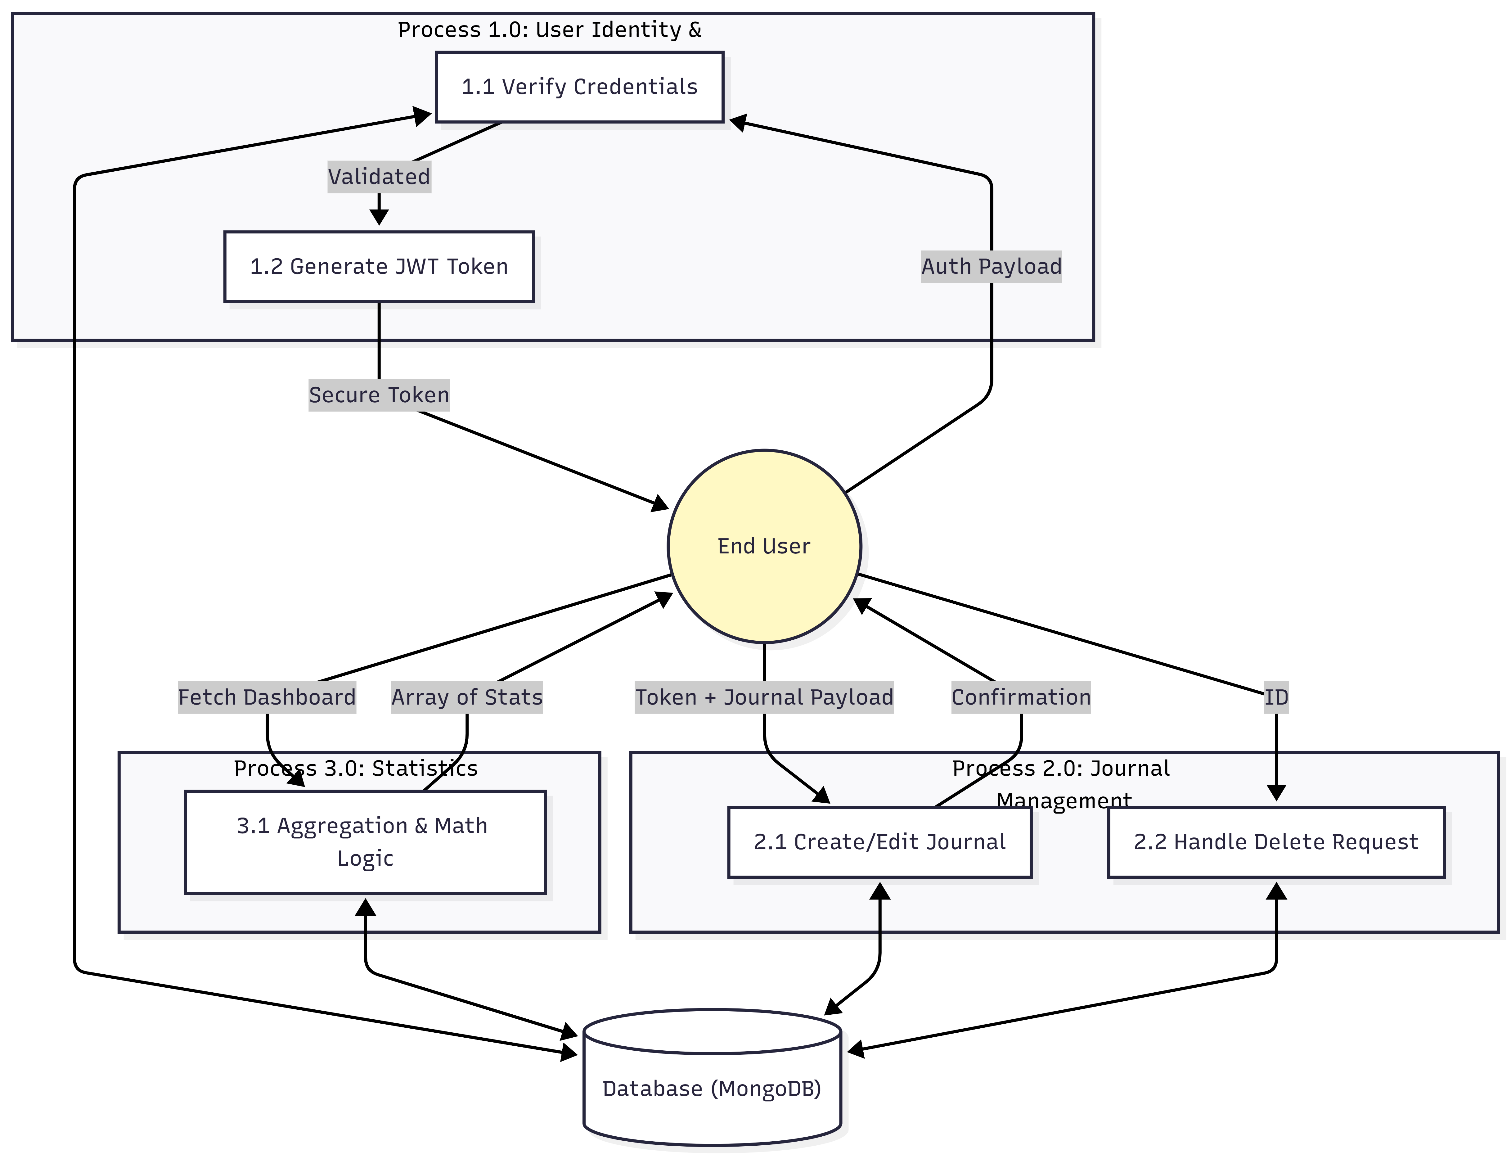 Process 1.0: User Identity &
1.1 Verify Credentials
Validated
1.2 Generate JWT Token
Auth Payload
Secure Token
End User
Fetch Dashboard
Array of Stats
Token + Journal Payload
Confirmation
ID
Process 3.0: Statistics
3.1 Aggregation & Math
Logic
Process 2.0: Journal
Management
2.1 Create/Edit Journal
2.2 Handle Delete Request
Database (MongoDB)